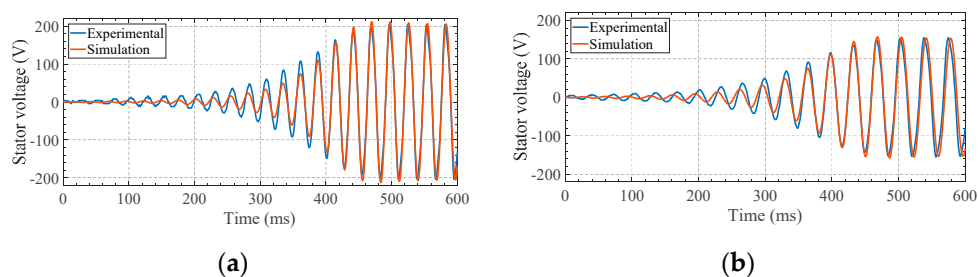 Stator voltage (V)
200
100
0
-100
-200
Experimental
Simulation
0 100 200 300 400 500 600
Time (ms)
(a)
Stator voltage (V)
200
100
0
-100
-200
Experimental
Simulation
0 100 200 300 400 500 600
Time (ms)
(b)